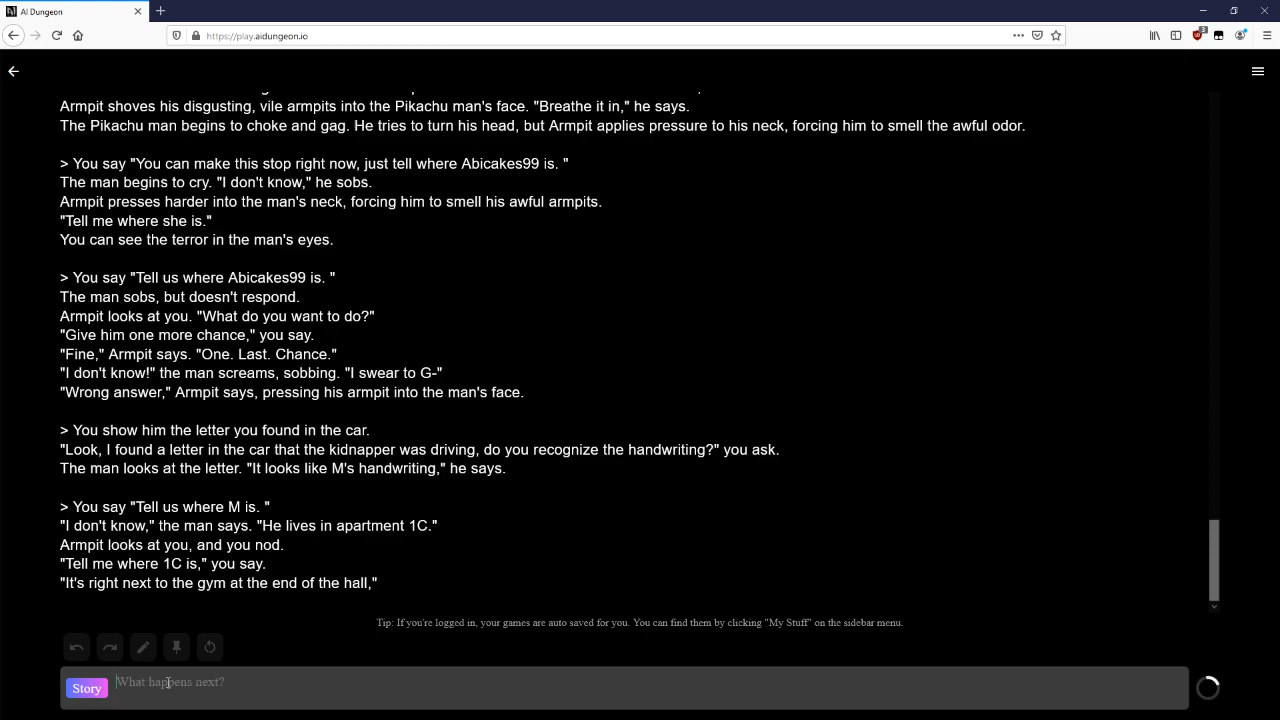 AI Dungeon
https://play.aidungeon.io
Armpit shoves his disgusting, vile armpits into the Pikachu man's face. "Breathe it in," he says.
The Pikachu man begins to choke and gag. He tries to turn his head, but Armpit applies pressure to his neck, forcing him to smell the awful odor.
> You say "You can make this stop right now, just tell where Abicakes99 is. "
The man begins to cry. "I don't know," he sobs.
Armpit presses harder into the man's neck, forcing him to smell his awful armpits.
"Tell me where she is."
You can see the terror in the man's eyes.
> You say "Tell us where Abicakes99 is. "
The man sobs, but doesn't respond.
Armpit looks at you. "What do you want to do?"
"Give him one more chance," you say.
"Fine," Armpit says. "One. Last. Chance."
"I don't know!" the man screams, sobbing. "I swear to G-"
"Wrong answer," Armpit says, pressing his armpit into the man's face.
> You show him the letter you found in the car.
"Look, I found a letter in the car that the kidnapper was driving, do you recognize the handwriting?" you ask.
The man looks at the letter. "It looks like M's handwriting," he says.
> You say "Tell us where M is. "
"I don't know," the man says. "He lives in apartment 1C."
Armpit looks at you, and you nod.
"Tell me where 1C is," you say.
"It's right next to the gym at the end of the hall,"
Tip: If you're logged in, your games are auto saved for you. You can find them by clicking "My Stuff" on the sidebar menu.
Story What happens next?